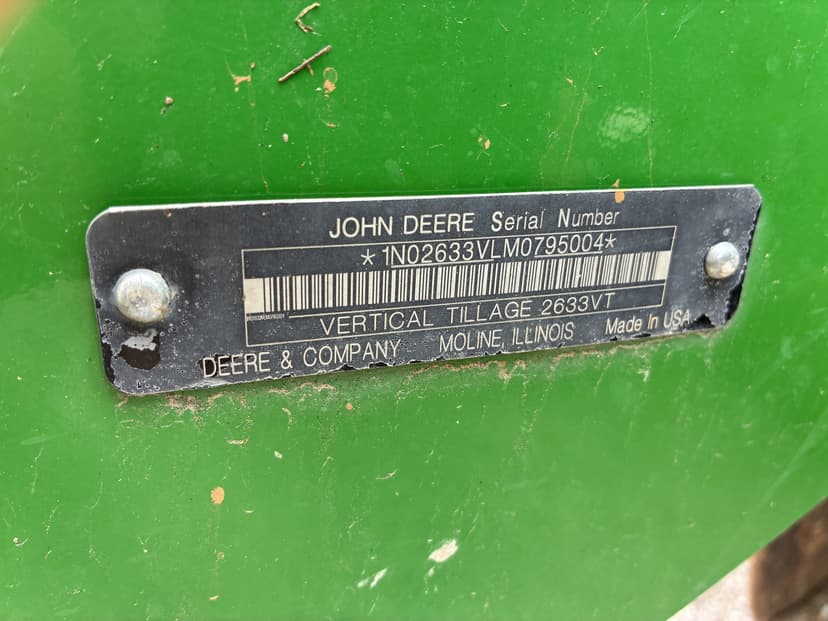 JOHN DEERE Serial Number
*1N02633VLM0795004*
VERTICAL TILLAGE 2633VT
DEERE & COMPANY MOLINE, ILLINOIS Made In USA